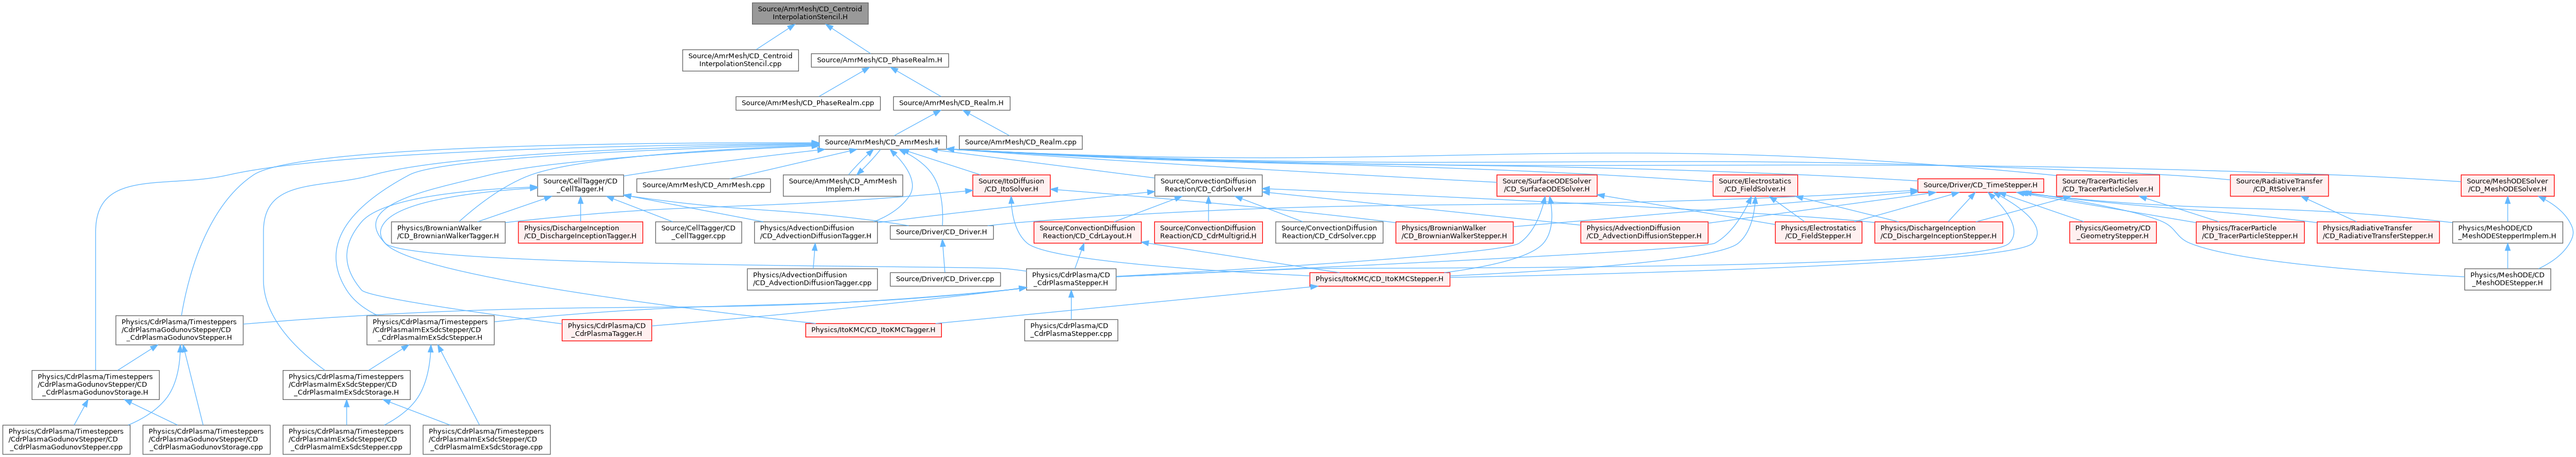 Source/AmrMesh/CD_Centroid
InterpolationStencil.H
Source/AmrMesh/CD_Centroid
InterpolationStencil.cpp
Source/AmrMesh/CD_PhaseRealm.H
Source/AmrMesh/CD_PhaseRealm.cpp
Source/AmrMesh/CD_Realm.H
Source/AmrMesh/CD_AmrMesh.H
Source/AmrMesh/CD_Realm.cpp
Source/CellTagger/CD
_CellTagger.H
Source/AmrMesh/CD_AmrMesh.cpp
Source/AmrMesh/CD_AmrMesh
Implem.H
Source/ItoDiffusion
/CD_ItoSolver.H
Source/ConvectionDiffusion
Reaction/CD_CdrSolver.H
Source/SurfaceODESolver
/CD_SurfaceODESolver.H
Source/Electrostatics
/CD_FieldSolver.H
Source/Driver/CD_TimeStepper.H
Source/TracerParticles
/CD_TracerParticleSolver.H
Source/RadiativeTransfer
/CD_RtSolver.H
Source/MeshODESolver
/CD_MeshODESolver.H
Physics/BrownianWalker
/CD_BrownianWalkerTagger.H
Physics/DischargeInception
/CD_DischargeInceptionTagger.H
Source/CellTagger/CD
_CellTagger.cpp
Physics/AdvectionDiffusion
/CD_AdvectionDiffusionTagger.H
Source/Driver/CD_Driver.H
Source/ConvectionDiffusion
Reaction/CD_CdrLayout.H
Source/ConvectionDiffusion
Reaction/CD_CdrMultigrid.H
Source/ConvectionDiffusion
Reaction/CD_CdrSolver.cpp
Physics/BrownianWalker
/CD_BrownianWalkerStepper.H
Physics/AdvectionDiffusion
/CD_AdvectionDiffusionStepper.H
Physics/Electrostatics
/CD_FieldStepper.H
Physics/DischargeInception
/CD_DischargeInceptionStepper.H
Physics/Geometry/CD
_GeometryStepper.H
Physics/TracerParticle
/CD_TracerParticleStepper.H
Physics/RadiativeTransfer
/CD_RadiativeTransferStepper.H
Physics/MeshODE/CD
_MeshODEStepperImplem.H
Physics/AdvectionDiffusion
/CD_AdvectionDiffusionTagger.cpp
Source/Driver/CD_Driver.cpp
Physics/CdrPlasma/CD
_CdrPlasmaStepper.H
Physics/ItoKMC/CD_ItoKMCStepper.H
Physics/MeshODE/CD
_MeshODEStepper.H
Physics/CdrPlasma/Timesteppers
/CdrPlasmaGodunovStepper/CD
_CdrPlasmaGodunovStepper.H
Physics/CdrPlasma/Timesteppers
/CdrPlasmaImExSdcStepper/CD
_CdrPlasmaImExSdcStepper.H
Physics/CdrPlasma/CD
_CdrPlasmaTagger.H
Physics/ItoKMC/CD_ItoKMCTagger.H
Physics/CdrPlasma/CD
_CdrPlasmaStepper.cpp
Physics/CdrPlasma/Timesteppers
/CdrPlasmaGodunovStepper/CD
_CdrPlasmaGodunovStorage.H
Physics/CdrPlasma/Timesteppers
/CdrPlasmaImExSdcStepper/CD
_CdrPlasmaImExSdcStorage.H
Physics/CdrPlasma/Timesteppers
/CdrPlasmaGodunovStepper/CD
_CdrPlasmaGodunovStepper.cpp
Physics/CdrPlasma/Timesteppers
/CdrPlasmaGodunovStepper/CD
_CdrPlasmaGodunovStorage.cpp
Physics/CdrPlasma/Timesteppers
/CdrPlasmaImExSdcStepper/CD
_CdrPlasmaImExSdcStepper.cpp
Physics/CdrPlasma/Timesteppers
/CdrPlasmaImExSdcStepper/CD
_CdrPlasmaImExSdcStorage.cpp